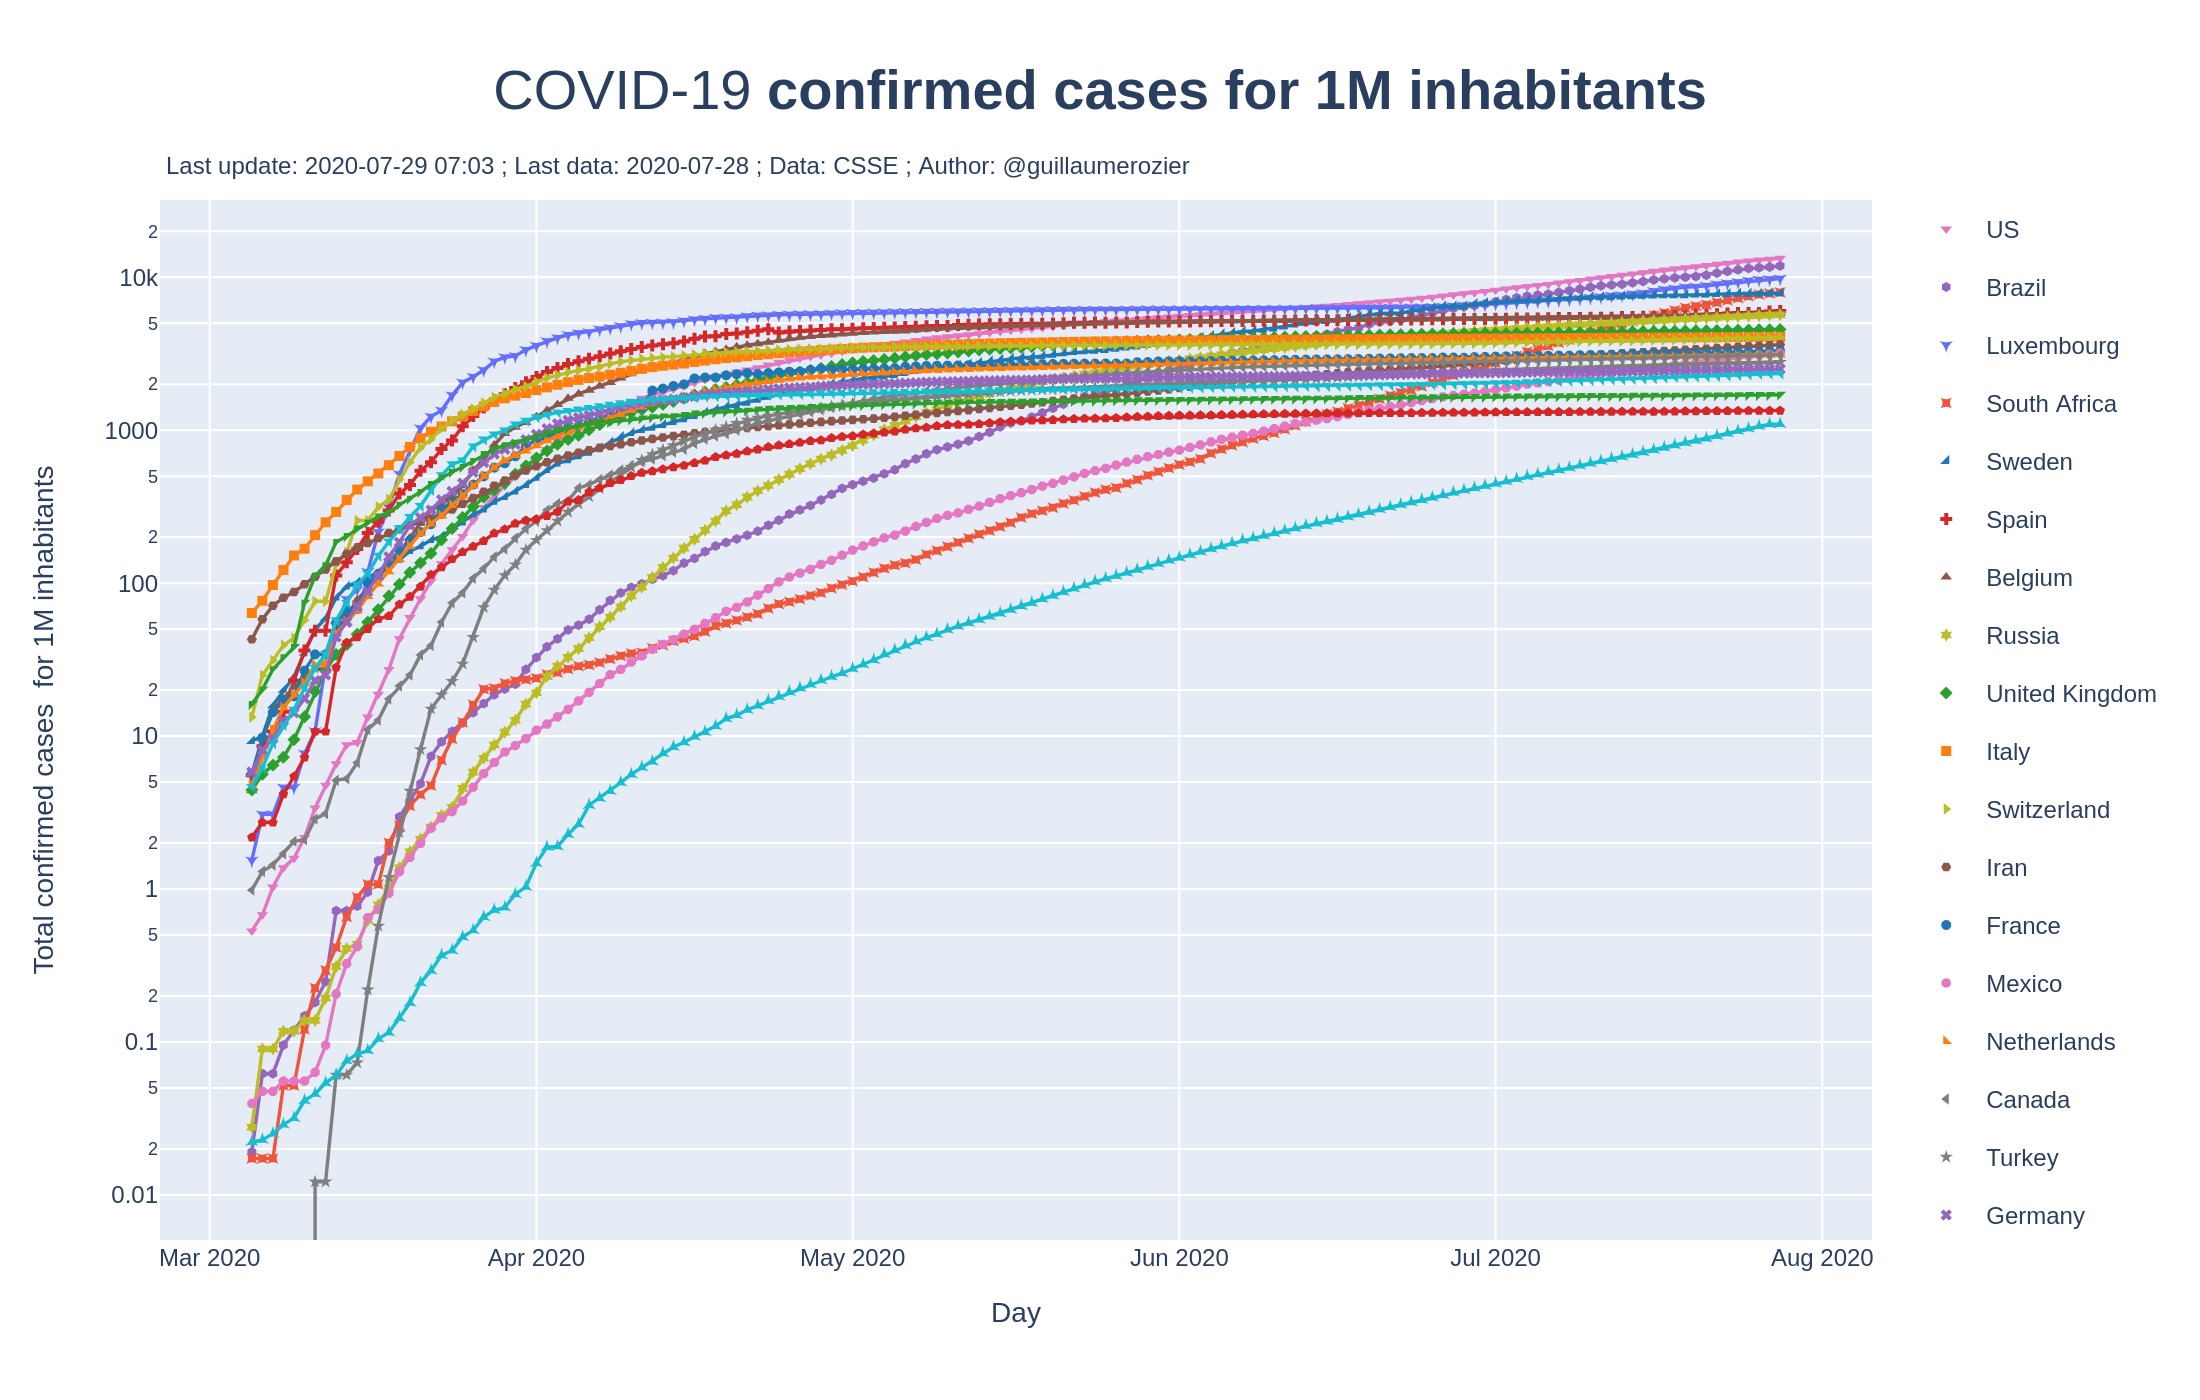 COVID-19 confirmed cases for 1M inhabitants
Last update: 2020-07-29 07:03 ; Last data: 2020-07-28 ; Data: CSSE ; Author: @guillaumerozier
Total confirmed cases for 1M inhabitants
2
10k
5
2
1000
5
2
100
5
2
10
5
2
1
5
2
0.1
5
2
0.01
Mar 2020
Apr 2020
May 2020
Jun 2020
Jul 2020
Aug 2020
Day
US
Brazil
Luxembourg
South Africa
Sweden
Spain
Belgium
Russia
United Kingdom
Italy
Switzerland
Iran
France
Mexico
Netherlands
Canada
Turkey
Germany